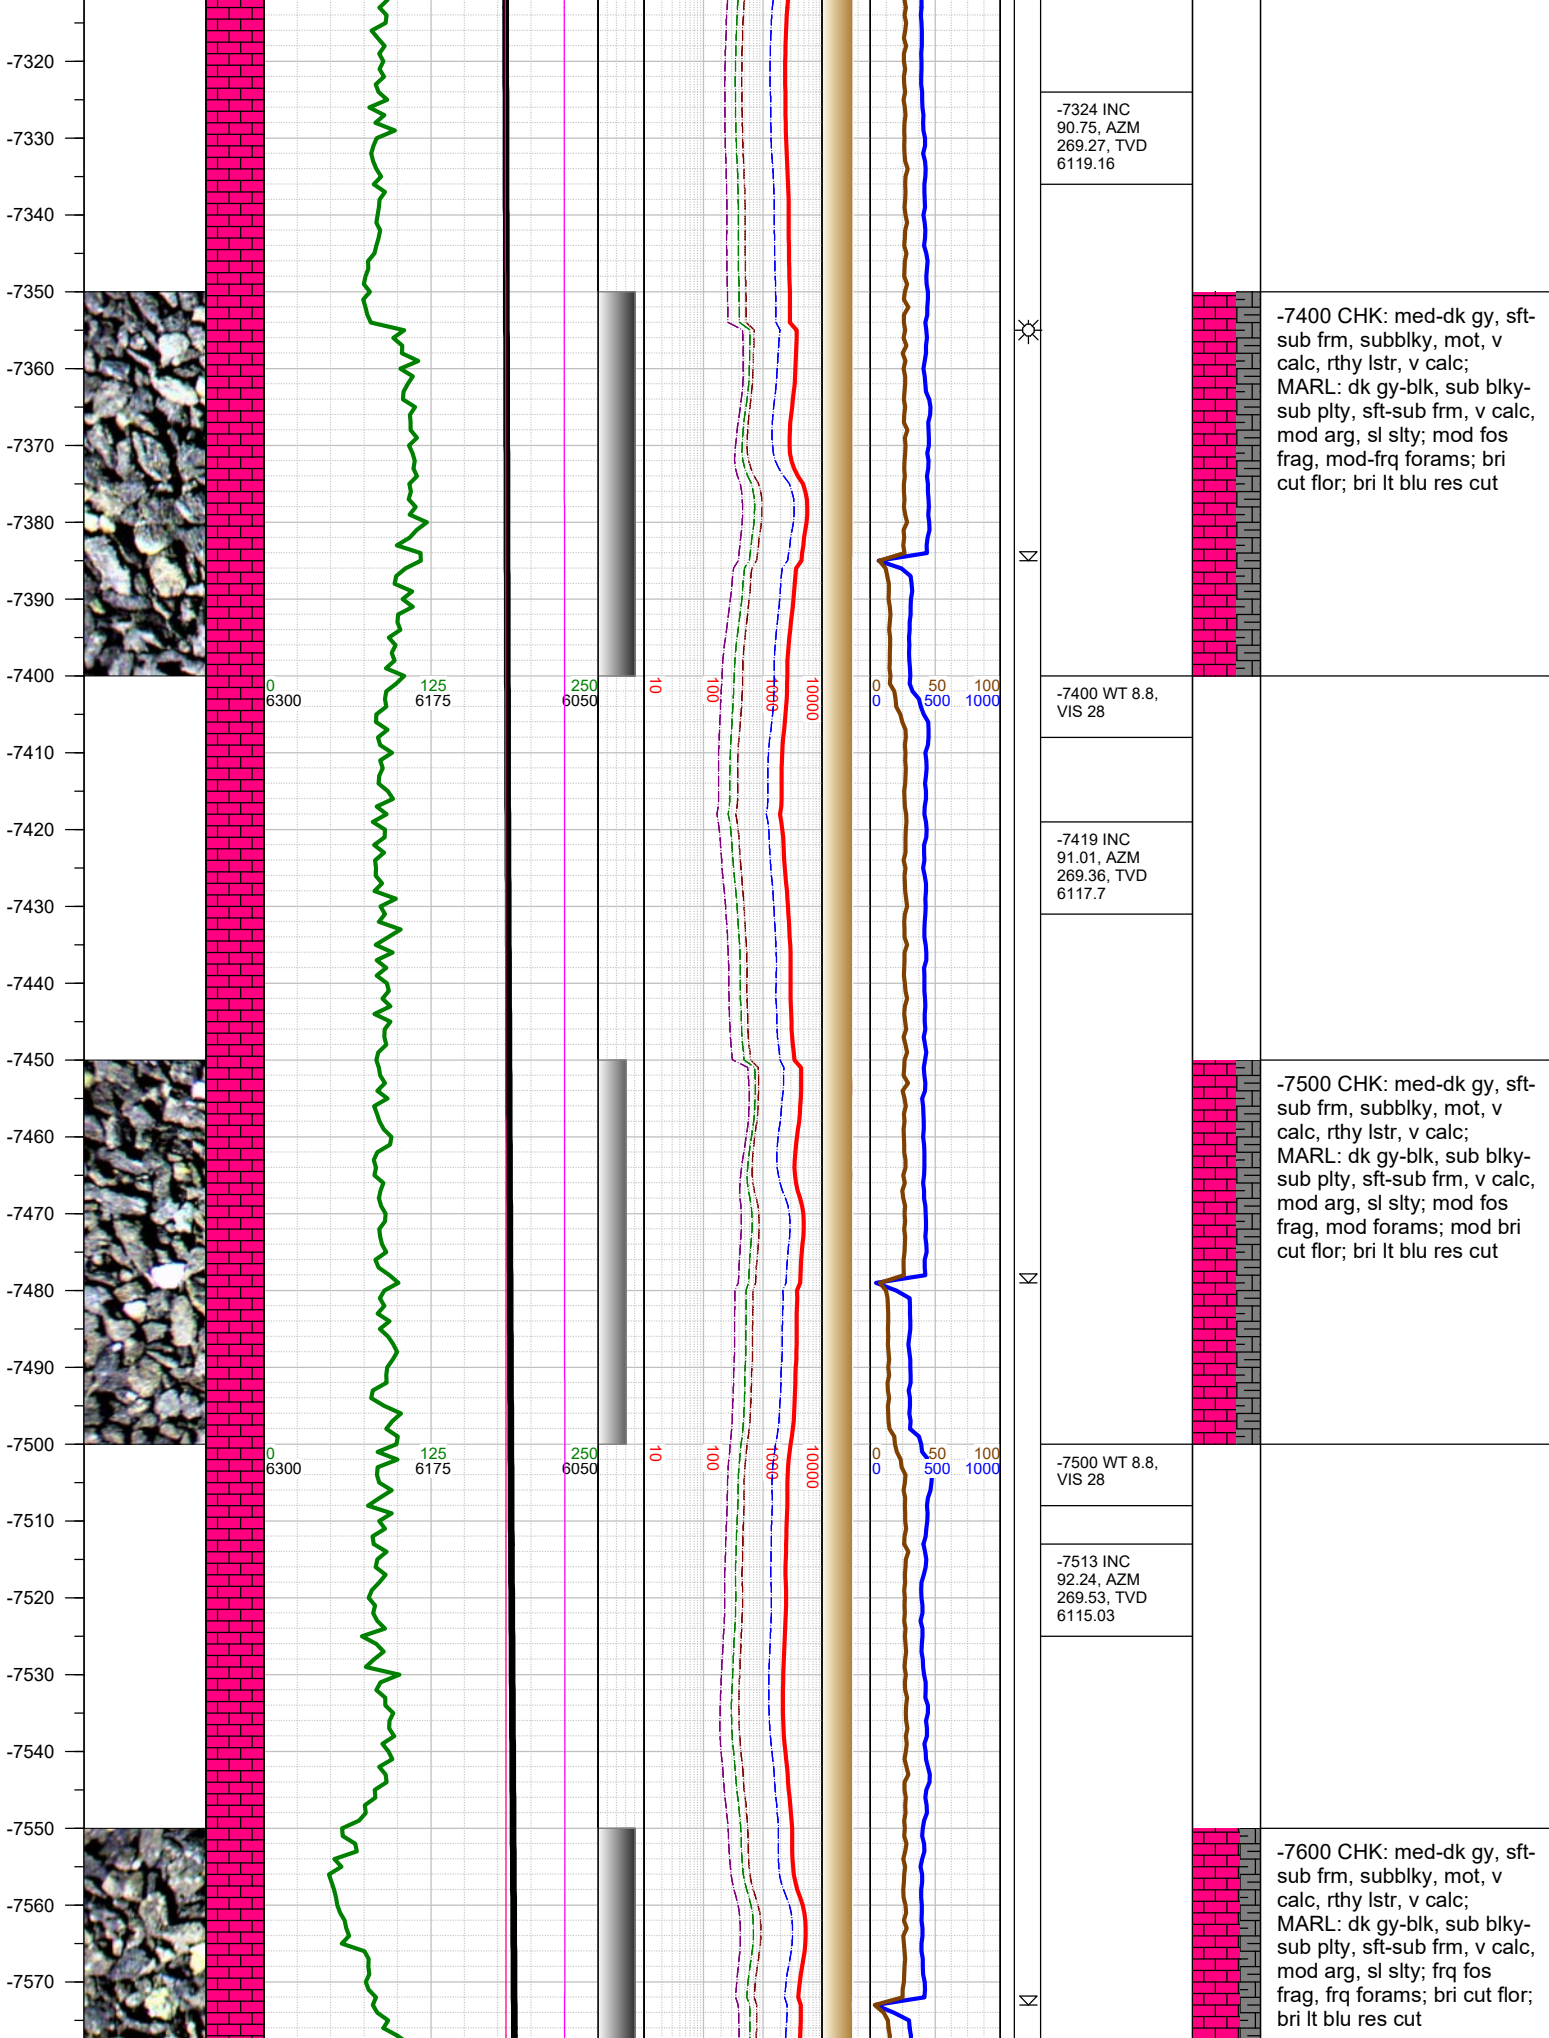 -7320
-7324 INC
90.75, AZM
269.27, TVD
6119.16
-7330
-7340
-7350
-7400 CHK: med-dk gy, sft-
sub frm, subblky, mot, v
calc, rthy lstr, v calc;
MARL: dk gy-blk, sub blky-
sub plty, sft-sub frm, v calc,
mod arg, sl slty; mod fos
frag, mod-frq forams; bri
cut flor; bri lt blu res cut
-7360
-7370
-7380
-7390
-7400
0 125 250
6300 6175 6050
10 100 1000 10000
0 50 100
0 500 1000
-7400 WT 8.8,
VIS 28
-7410
-7420
-7419 INC
91.01, AZM
269.36, TVD
6117.7
-7430
-7440
-7450
-7500 CHK: med-dk gy, sft-
sub frm, subblky, mot, v
calc, rthy lstr, v calc;
MARL: dk gy-blk, sub blky-
sub plty, sft-sub frm, v calc,
mod arg, sl slty; mod fos
frag, mod forams; mod bri
cut flor; bri lt blu res cut
-7460
-7470
-7480
-7490
-7500
0 125 250
6300 6175 6050
10 100 1000 10000
0 50 100
0 500 1000
-7500 WT 8.8,
VIS 28
-7510
-7513 INC
92.24, AZM
269.53, TVD
6115.03
-7520
-7530
-7540
-7550
-7600 CHK: med-dk gy, sft-
sub frm, subblky, mot, v
calc, rthy lstr, v calc;
MARL: dk gy-blk, sub blky-
sub plty, sft-sub frm, v calc,
mod arg, sl slty; frq fos
frag, frq forams; bri cut flor;
bri lt blu res cut
-7560
-7570